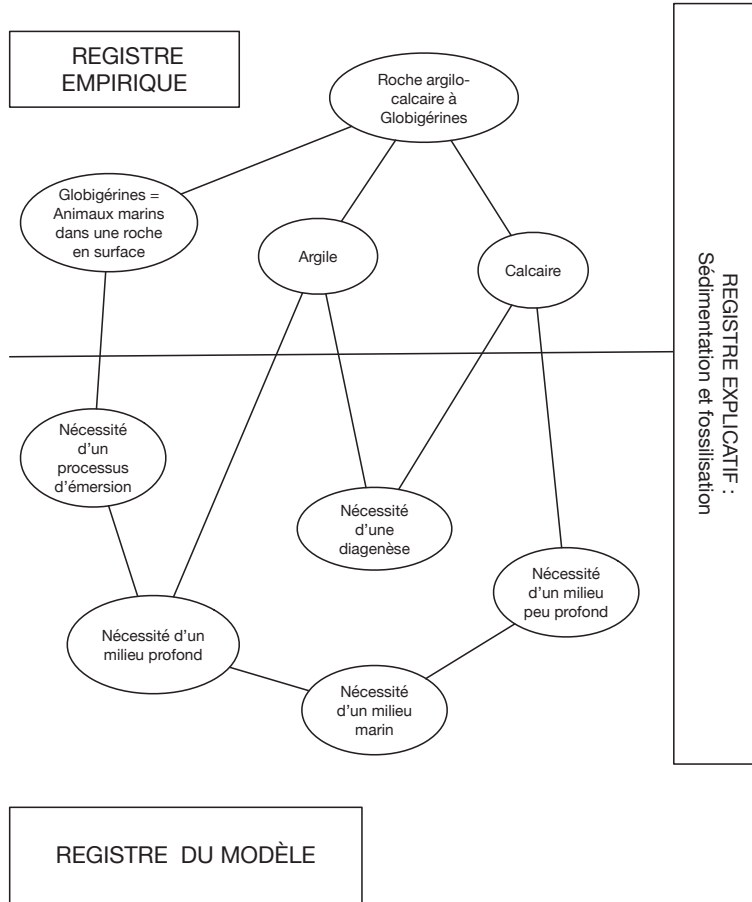 REGISTRE
EMPIRIQUE
Roche argilo-
calcaire à
Globigérines
Globigérines =
Animaux marins
dans une roche
en surface
Argile
Calcaire
REGISTRE EXPLICATIF :
Sédimentation et fossilisation
Nécessité
d'un
processus
d'émersion
Nécessité
d'une
diagenèse
Nécessité
d'un milieu
peu profond
Nécessité d'un
milieu profond
Nécessité
d'un milieu
marin
REGISTRE DU MODÈLE